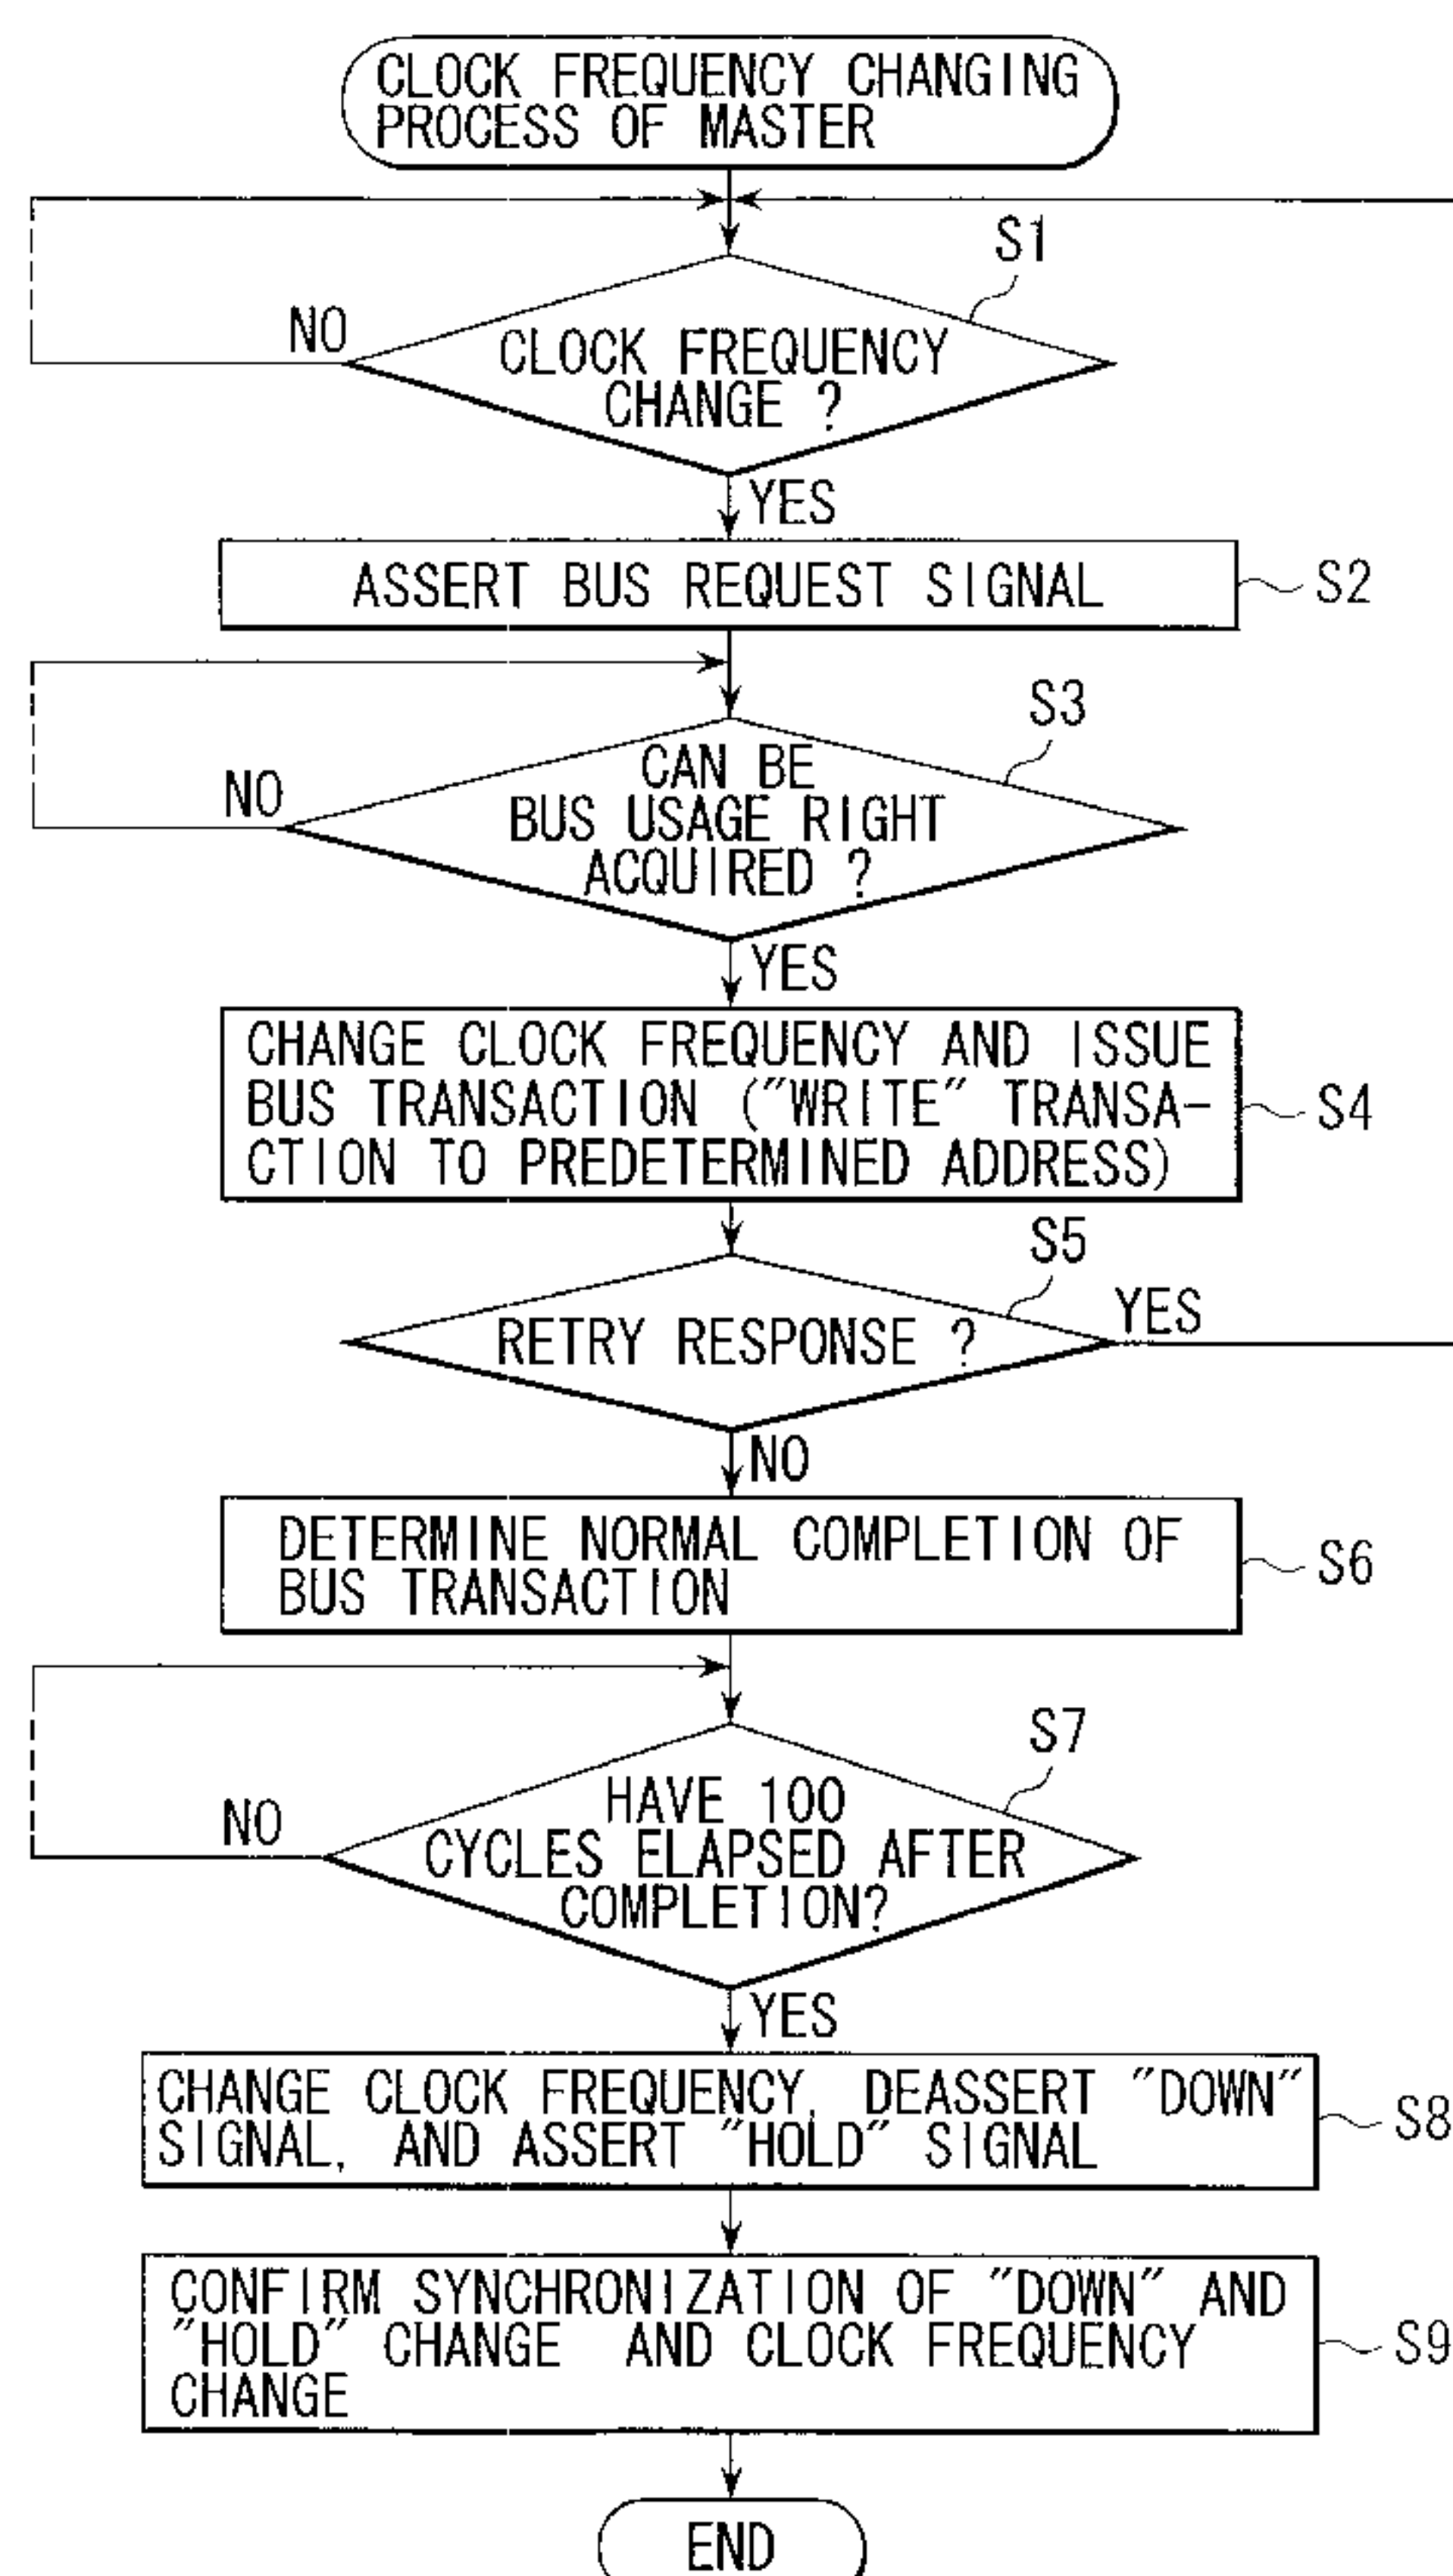 CLOCK FREQUENCY CHANGING
PROCESS OF MASTER
S1
NO
CLOCK FREQUENCY
CHANGE ?
YES
ASSERT BUS REQUEST SIGNAL
S2
S3
NO
CAN BE
BUS USAGE RIGHT
ACQUIRED ?
YES
CHANGE CLOCK FREQUENCY AND ISSUE
BUS TRANSACTION ("WRITE" TRANSA-
CTION TO PREDETERMINED ADDRESS)
S4
S5
RETRY RESPONSE ?
YES
NO
DETERMINE NORMAL COMPLETION OF
BUS TRANSACTION
S6
S7
NO
HAVE 100
CYCLES ELAPSED AFTER
COMPLETION?
YES
CHANGE CLOCK FREQUENCY, DEASSERT "DOWN"
SIGNAL, AND ASSERT "HOLD" SIGNAL
S8
CONFIRM SYNCHRONIZATION OF "DOWN" AND
"HOLD" CHANGE AND CLOCK FREQUENCY
CHANGE
S9
END